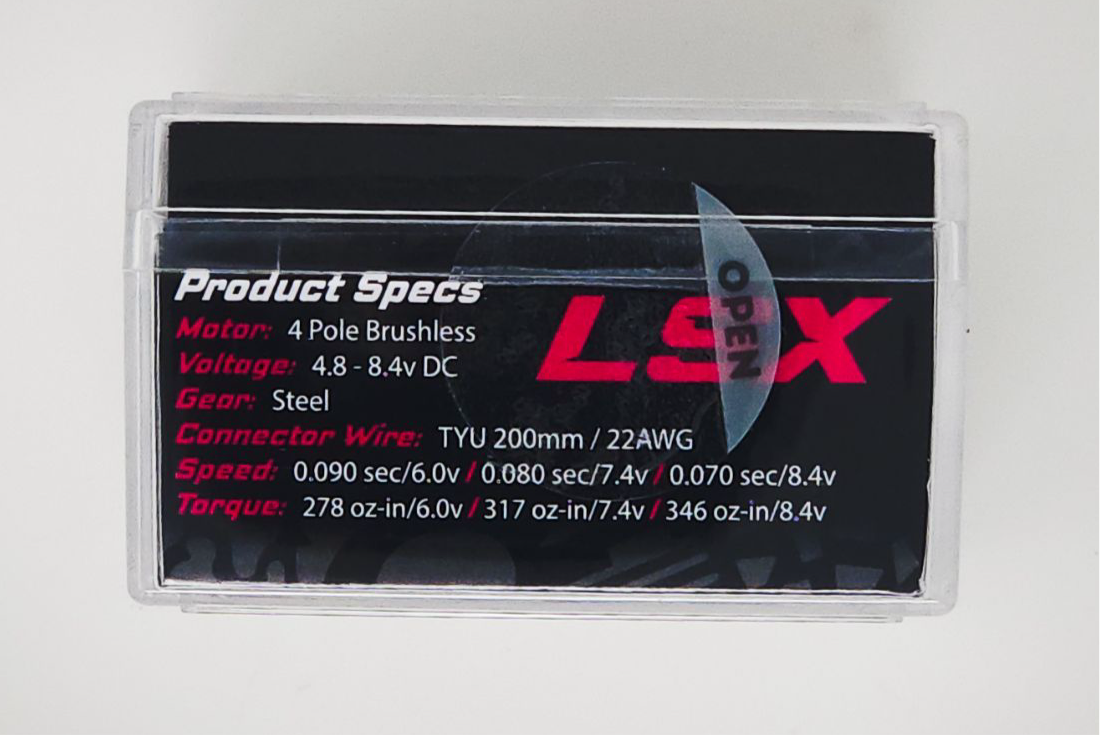 Product Specs
LSX
OPEN
Motor: 4 Pole Brushless
Voltage: 4.8 - 8.4v DC
Gear: Steel
Connector Wire: TYU 200mm / 22AWG
Speed: 0.090 sec/6.0v / 0.080 sec/7.4v / 0.070 sec/8.4v
Torque: 278 oz-in/6.0v / 317 oz-in/7.4v / 346 oz-in/8.4v